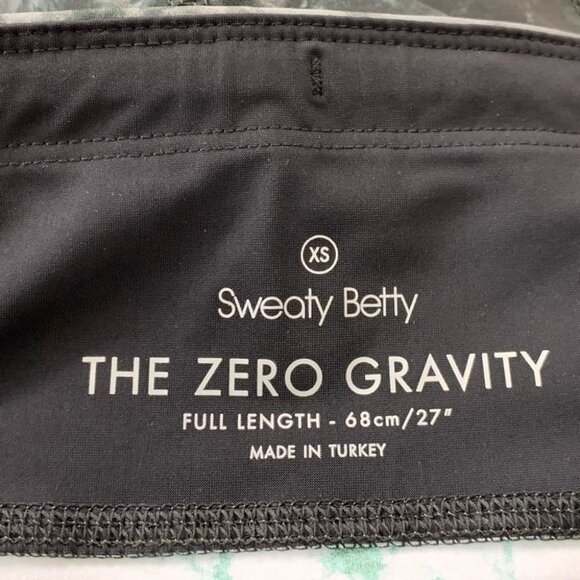 XS
Sweaty Betty
THE ZERO GRAVITY
FULL LENGTH - 68cm/27"
MADE IN TURKEY